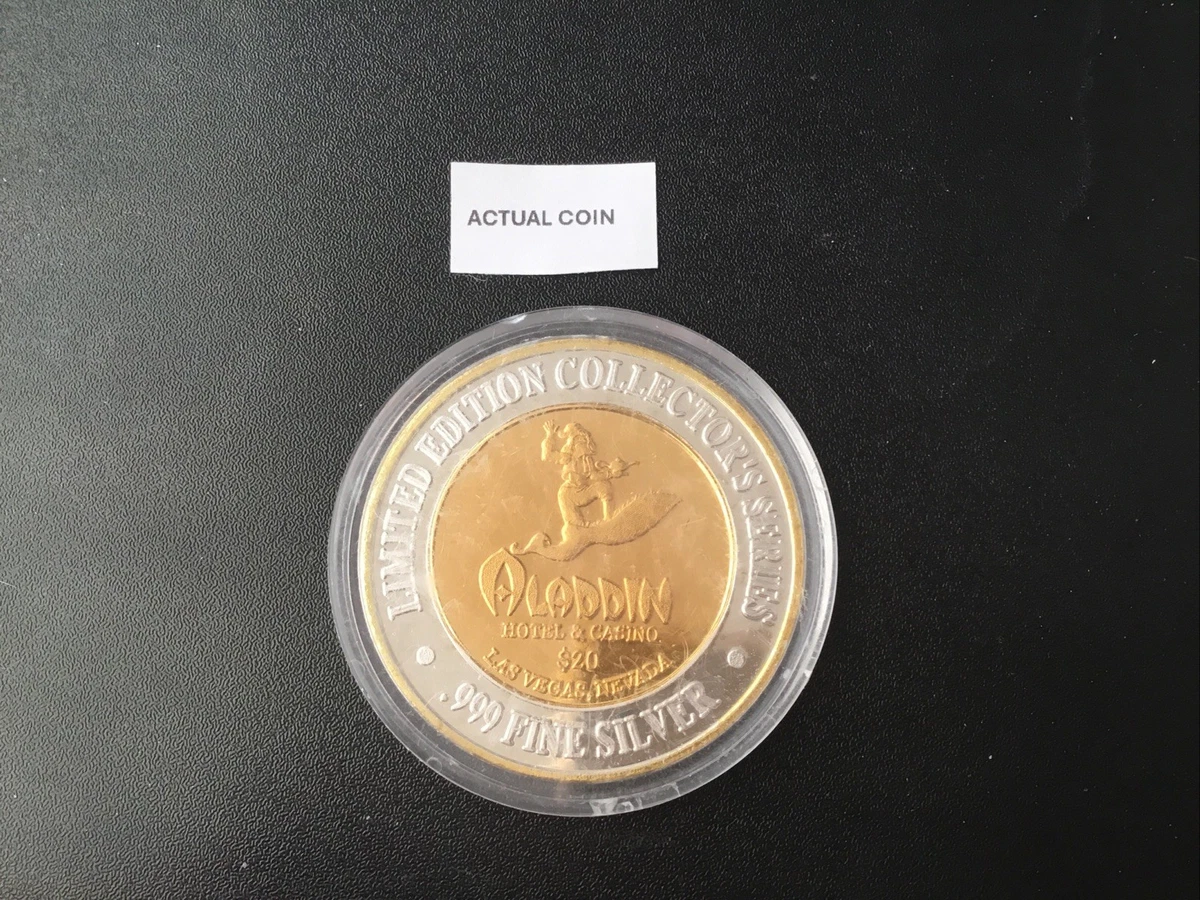 ACTUAL COIN
LIMITED EDITION COLLECTOR'S SERIES
ALADDIN
HOTEL & CASINO
$20
LAS VEGAS, NEVADA
.999 FINE SILVER